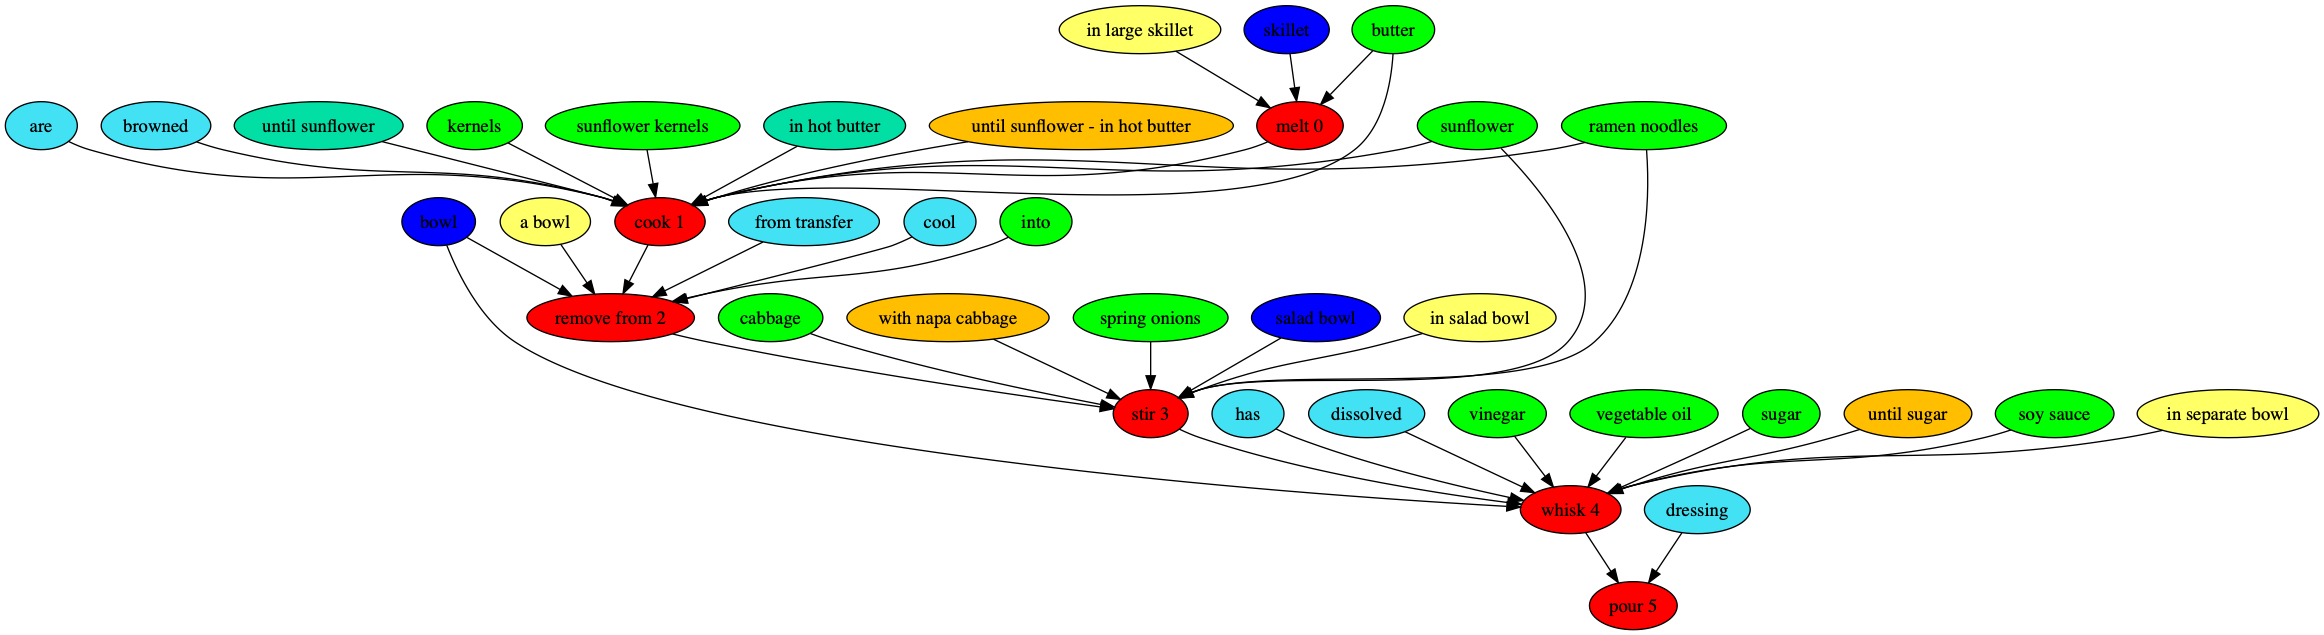 in large skillet
skillet
butter
are
browned
until sunflower
kernels
sunflower kernels
in hot butter
until sunflower - in hot butter
melt 0
sunflower
ramen noodles
bowl
a bowl
cook 1
from transfer
cool
into
remove from 2
cabbage
with napa cabbage
spring onions
salad bowl
in salad bowl
stir 3
has
dissolved
vinegar
vegetable oil
sugar
until sugar
soy sauce
in separate bowl
whisk 4
dressing
pour 5